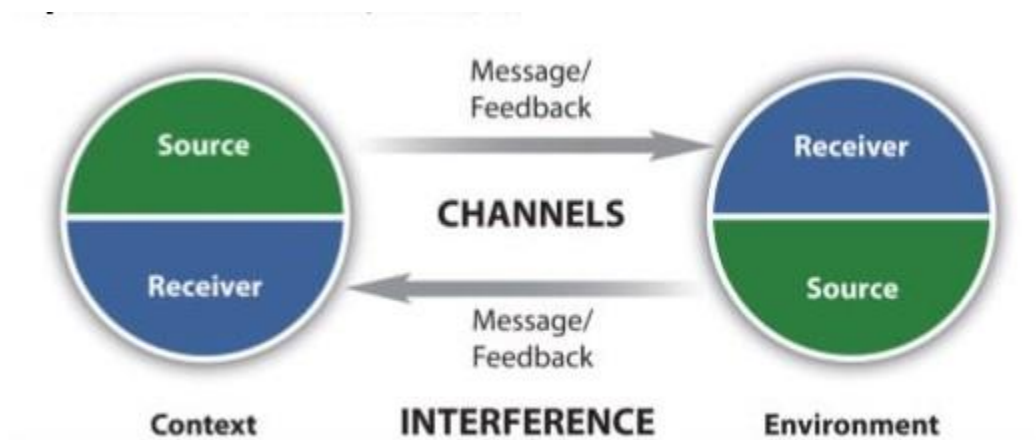 Message/
Feedback
Source
Receiver
CHANNELS
Receiver
Source
Message/
Feedback
Context
INTERFERENCE
Environment